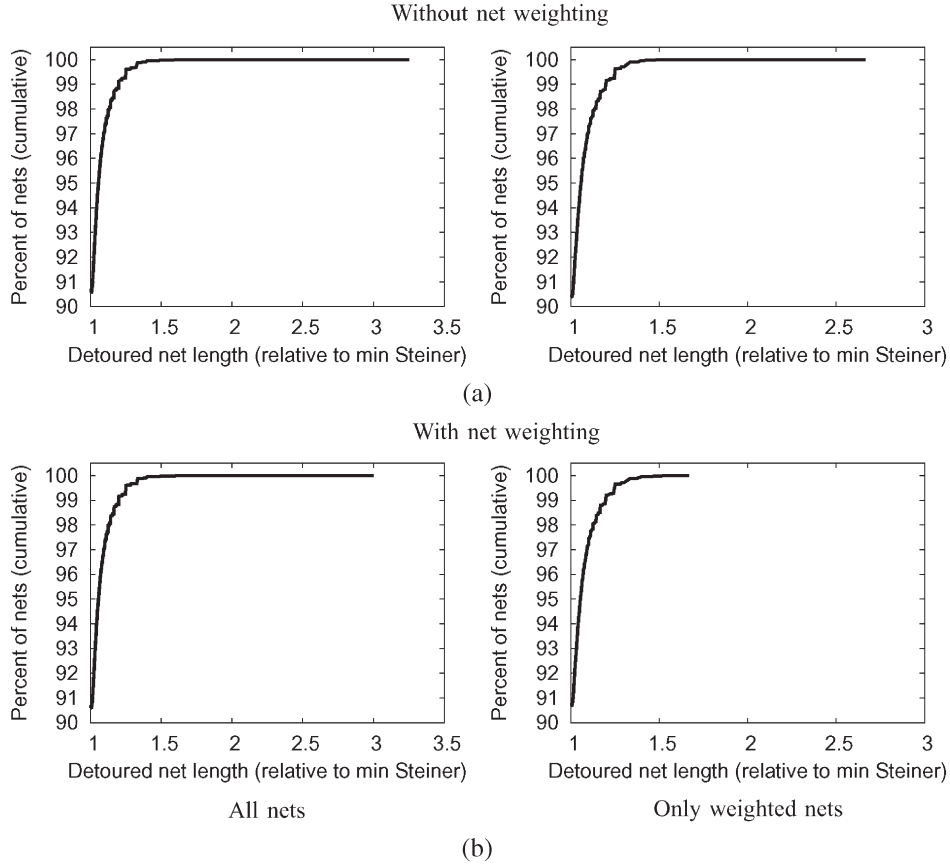 Without net weighting
Percent of nets (cumulative)
100
99
98
97
96
95
94
93
92
91
90
1 1.5 2 2.5 3 3.5
Detoured net length (relative to min Steiner)
Percent of nets (cumulative)
100
99
98
97
96
95
94
93
92
91
90
1 1.5 2 2.5 3
Detoured net length (relative to min Steiner)
(a)
With net weighting
Percent of nets (cumulative)
100
99
98
97
96
95
94
93
92
91
90
1 1.5 2 2.5 3 3.5
Detoured net length (relative to min Steiner)
All nets
Percent of nets (cumulative)
100
99
98
97
96
95
94
93
92
91
90
1 1.5 2 2.5 3
Detoured net length (relative to min Steiner)
Only weighted nets
(b)